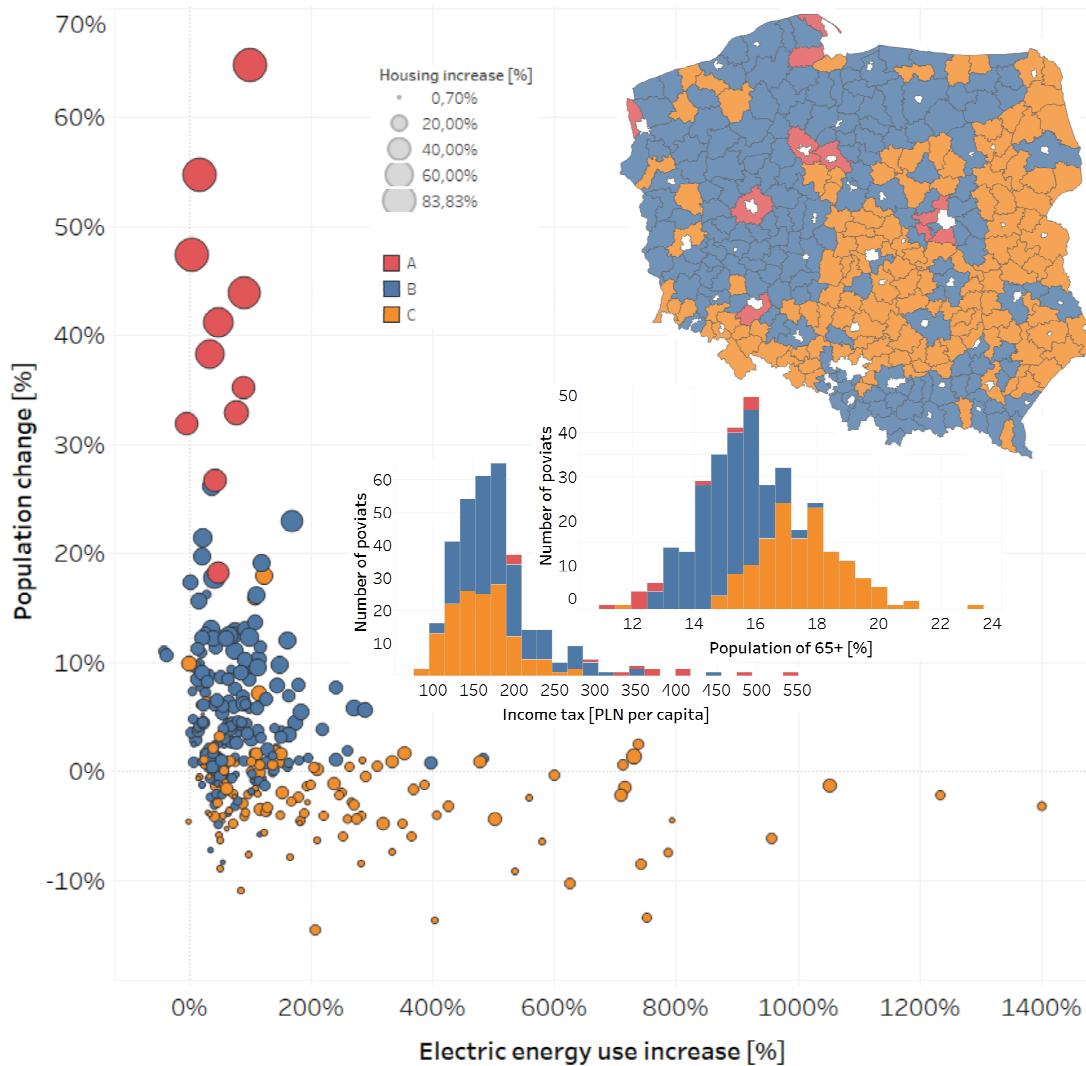 70%
60%
50%
40%
30%
20%
10%
0%
-10%
Population change [%]
Housing increase [%]
0,70%
20,00%
40,00%
60,00%
83,83%
A
B
C
Number of poviats
60
50
40
30
20
10
100 150 200 250 300 350 400 450 500 550
Income tax [PLN per capita]
Number of poviats
50
40
30
20
10
0
12 14 16 18 20 22 24
Population of 65+ [%]
0% 200% 400% 600% 800% 1000% 1200% 1400%
Electric energy use increase [%]